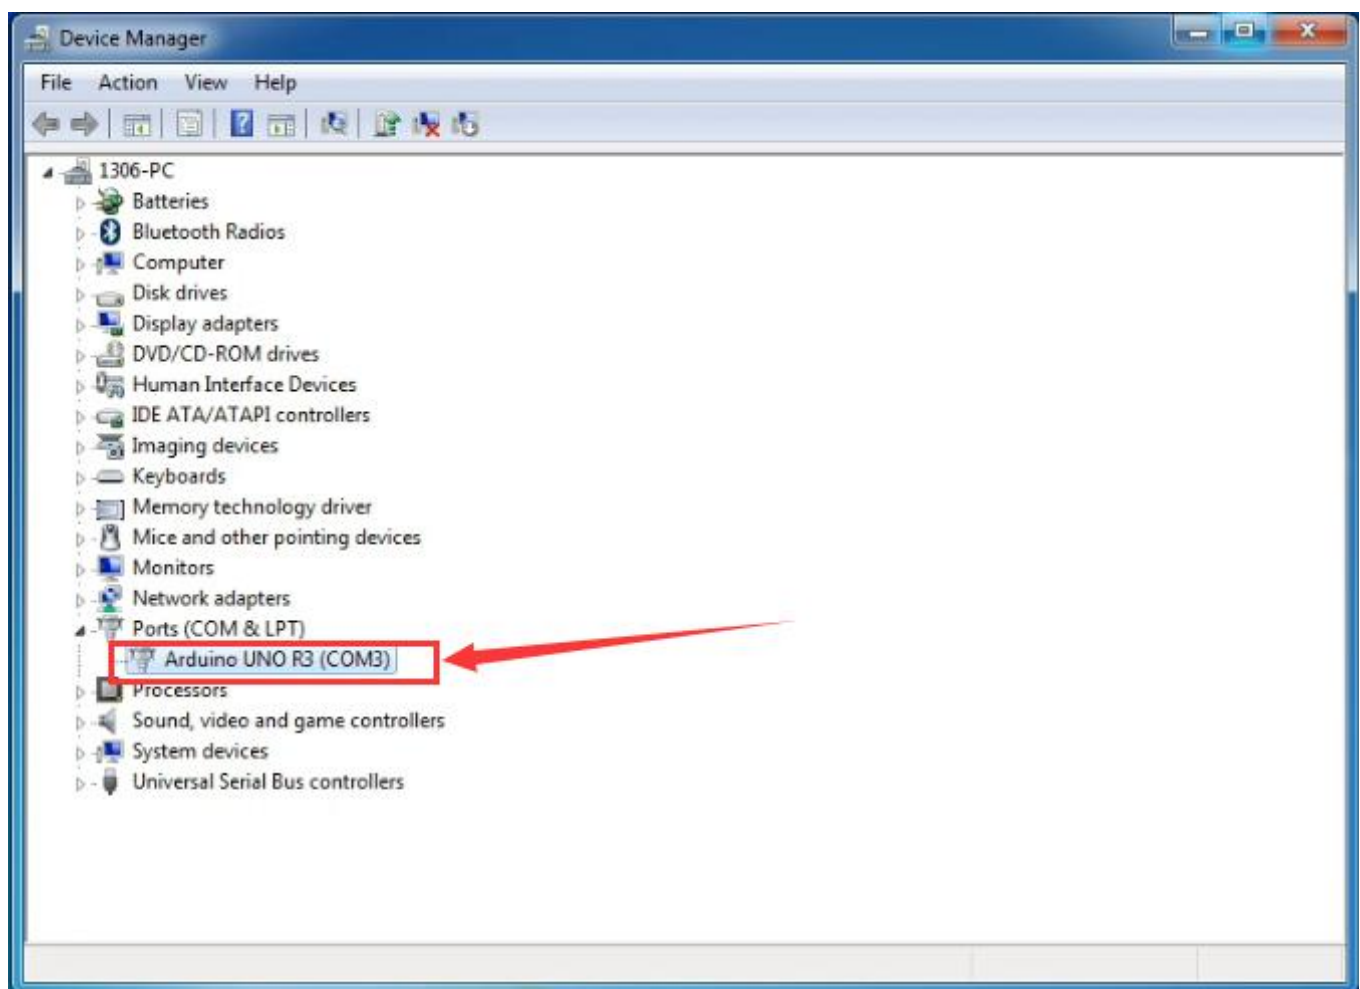 Device Manager
File Action View Help
1306-PC
Batteries
Bluetooth Radios
Computer
Disk drives
Display adapters
DVD/CD-ROM drives
Human Interface Devices
IDE ATA/ATAPI controllers
Imaging devices
Keyboards
Memory technology driver
Mice and other pointing devices
Monitors
Network adapters
Ports (COM & LPT)
Arduino UNO R3 (COM3)
Processors
Sound, video and game controllers
System devices
Universal Serial Bus controllers